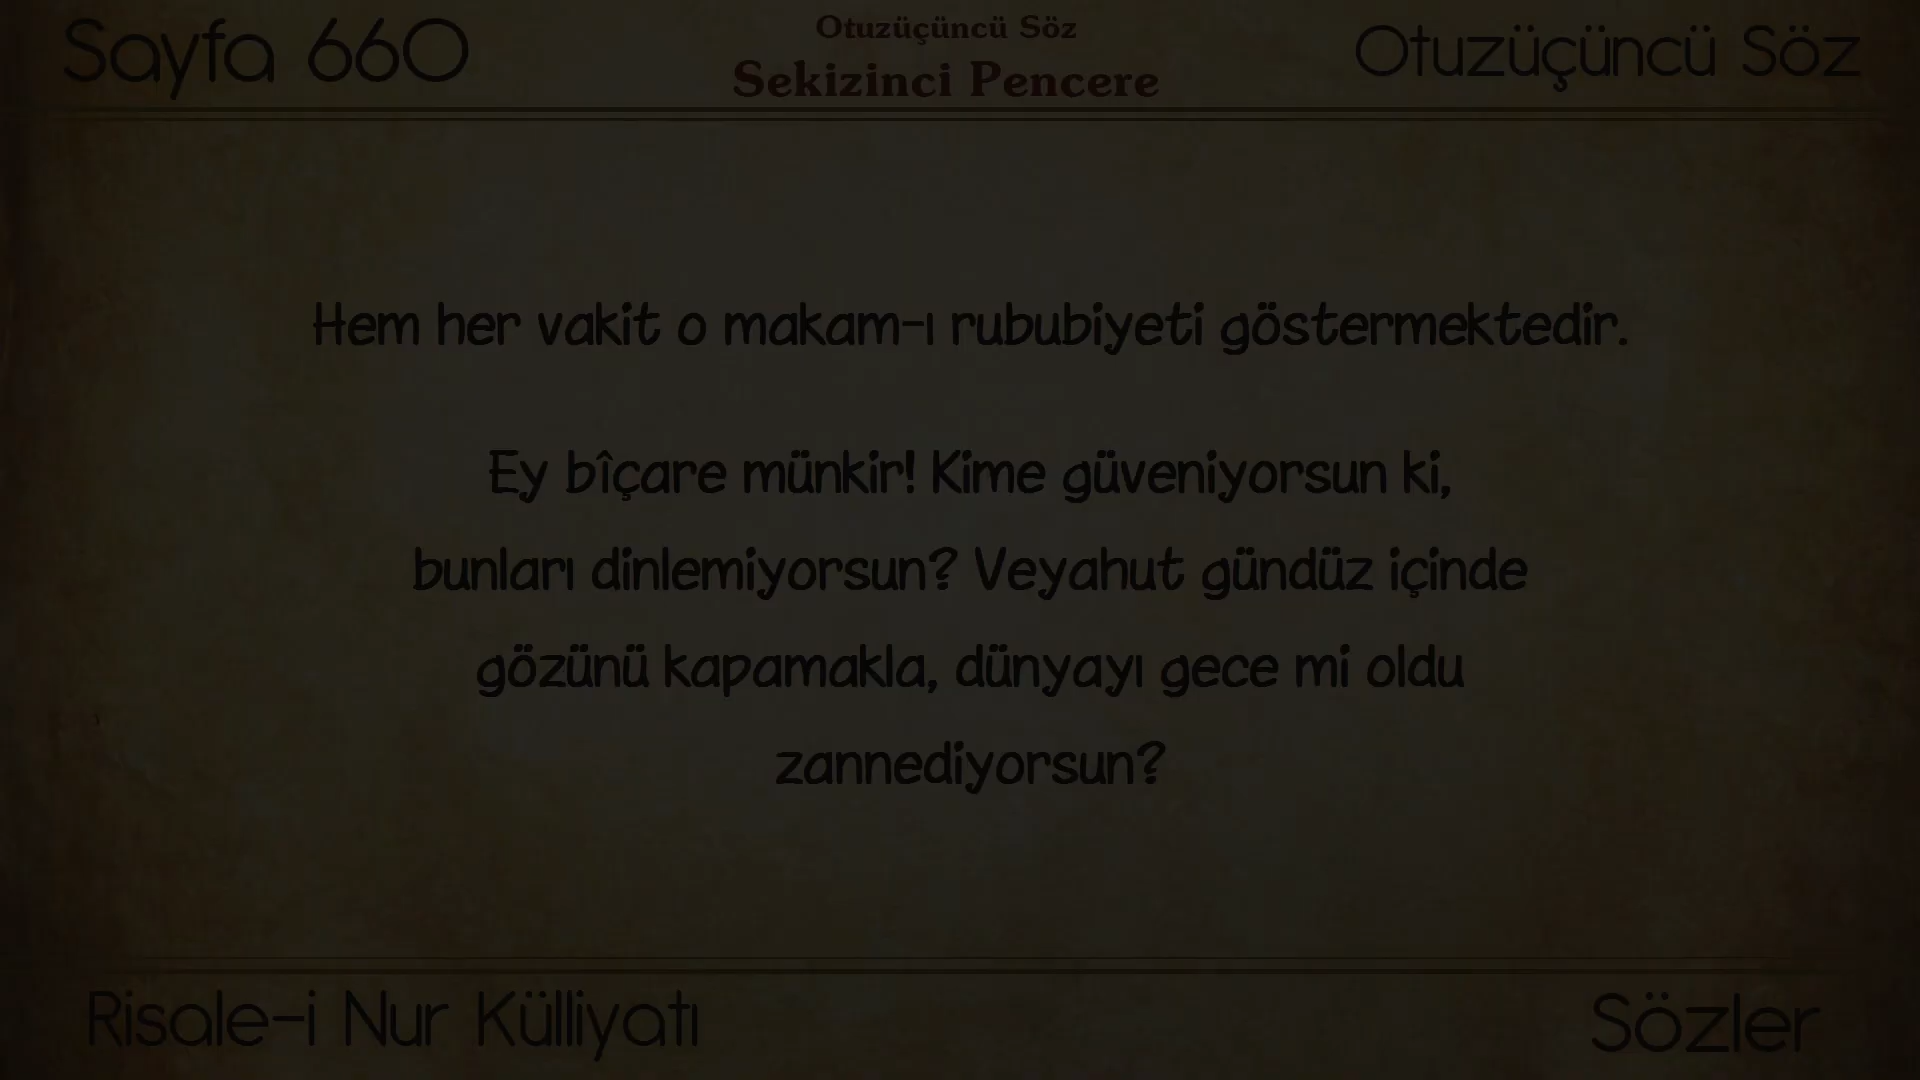 Sayfa 660
Otuzüçüncü Söz
Sekizinci Pencere
Otuzüçüncü Söz
Hem her vakit o makam-ı rububiyeti göstermektedir.
Ey bîçare münkir! Kime güveniyorsun ki,
bunları dinlemiyorsun? Veyahut gündüz içinde
gözünü kapamakla, dünyayı gece mi oldu
zannediyorsun?
Risale-i Nur Külliyatı
Sözler